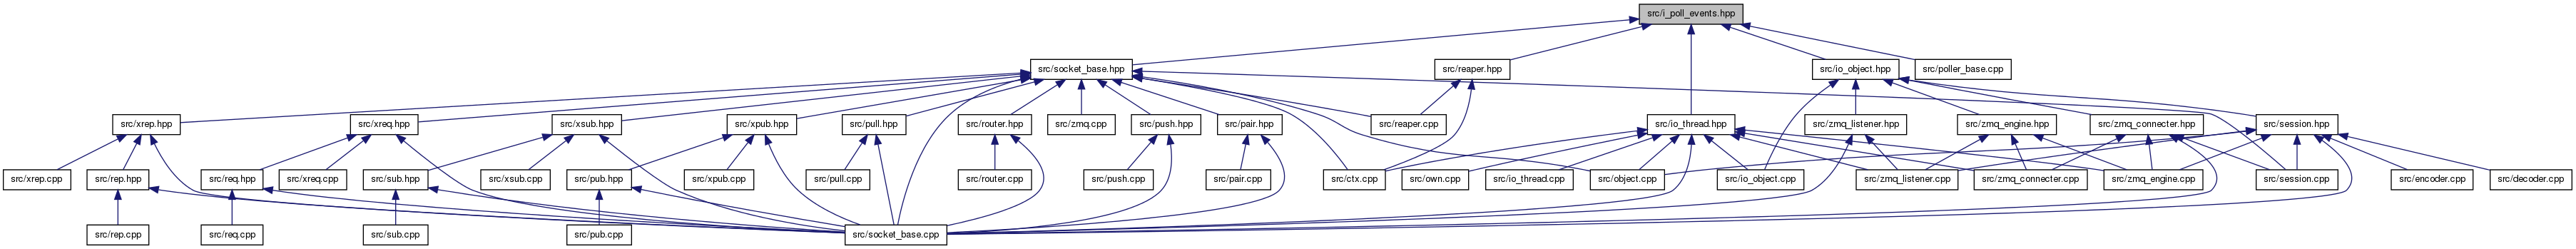 src/i_poll_events.hpp
src/socket_base.hpp
src/reaper.hpp
src/io_object.hpp
src/poller_base.cpp
src/xrep.hpp
src/xreq.hpp
src/xsub.hpp
src/xpub.hpp
src/pull.hpp
src/router.hpp
src/zmq.cpp
src/push.hpp
src/pair.hpp
src/reaper.cpp
src/io_thread.hpp
src/zmq_listener.hpp
src/zmq_engine.hpp
src/zmq_connecter.hpp
src/session.hpp
src/xrep.cpp
src/rep.hpp
src/req.hpp
src/xreq.cpp
src/sub.hpp
src/xsub.cpp
src/pub.hpp
src/xpub.cpp
src/pull.cpp
src/router.cpp
src/push.cpp
src/pair.cpp
src/ctx.cpp
src/own.cpp
src/io_thread.cpp
src/object.cpp
src/io_object.cpp
src/zmq_listener.cpp
src/zmq_connecter.cpp
src/zmq_engine.cpp
src/session.cpp
src/encoder.cpp
src/decoder.cpp
src/rep.cpp
src/req.cpp
src/sub.cpp
src/pub.cpp
src/socket_base.cpp